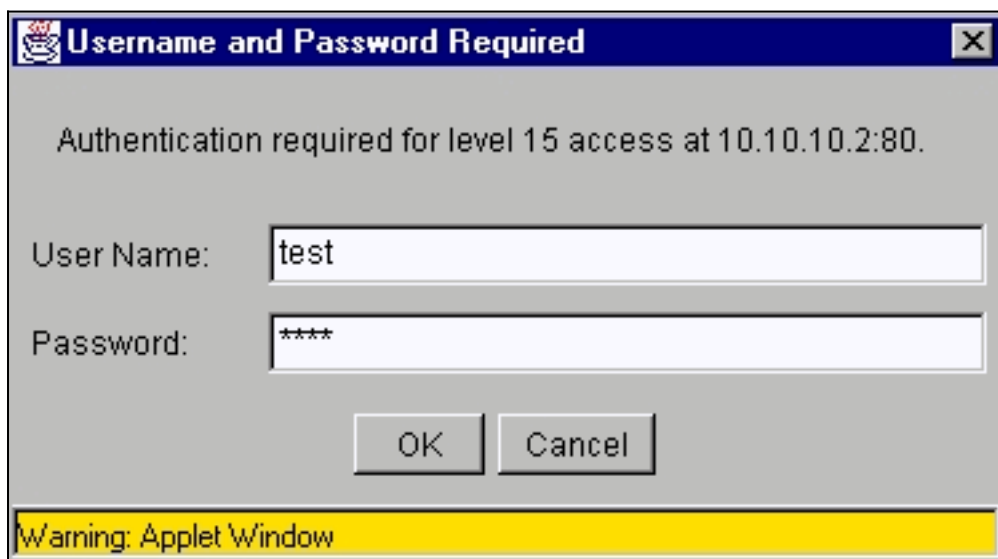 Username and Password Required
Authentication required for level 15 access at 10.10.10.2:80.
User Name: test
Password: ****
OK Cancel
Warning: Applet Window